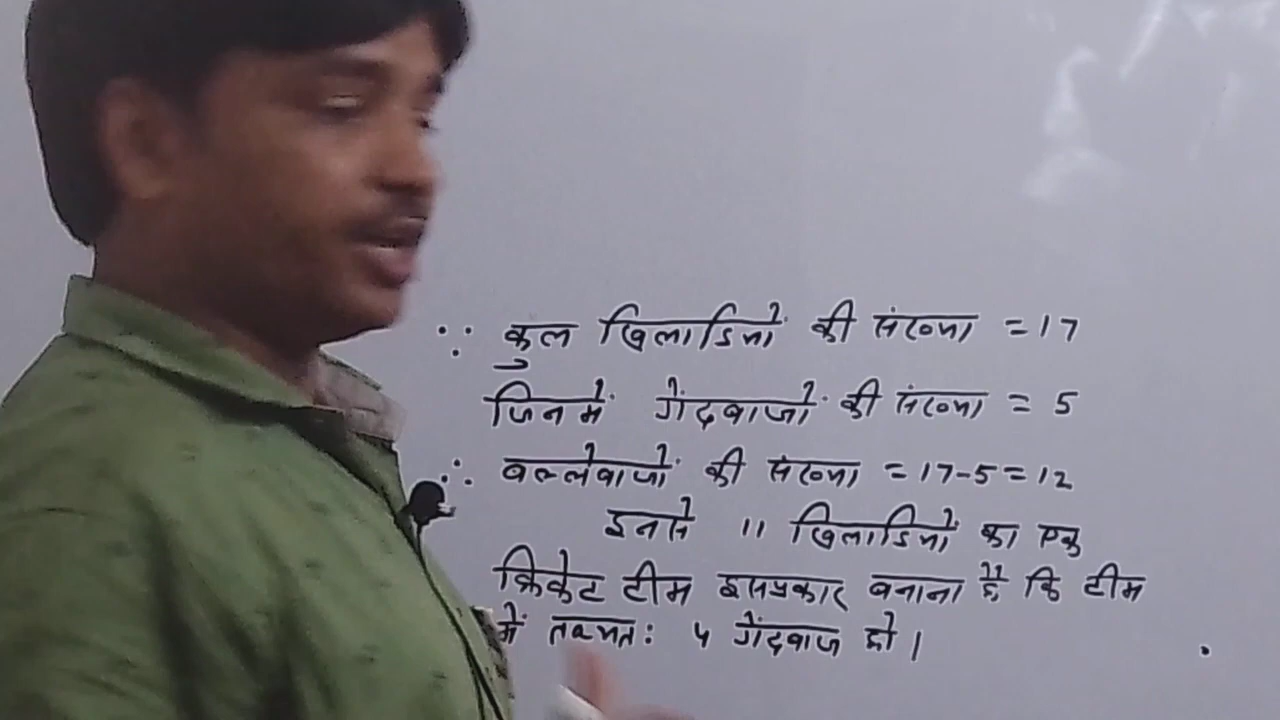 ∵ कुल खिलाडियों की संख्या = 17
जिनमें गेंदबाजों की संख्या = 5
∴ बल्लेबाजों की संख्या = 17-5 = 12
इनसे 11 खिलाडियों का एक
क्रिकेट टीम इसप्रकार बनाना है कि टीम
में तथ्यतः 4 गेंदबाज हो।